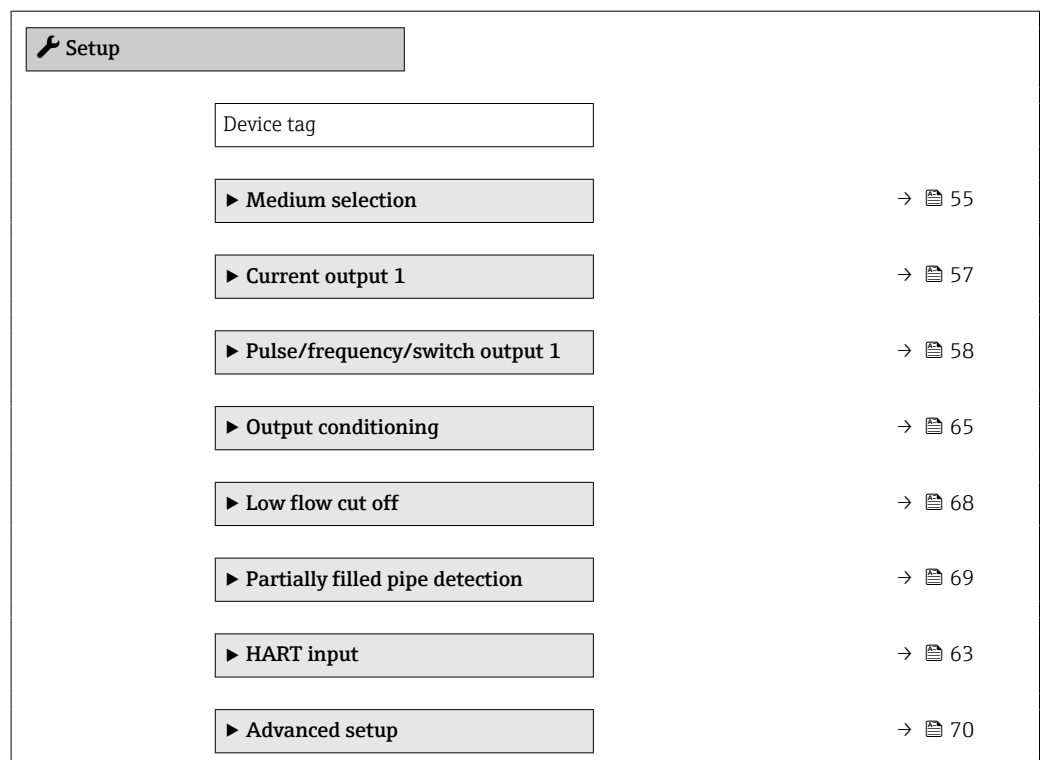 Setup
Device tag
▶ Medium selection → 55
▶ Current output 1 → 57
▶ Pulse/frequency/switch output 1 → 58
▶ Output conditioning → 65
▶ Low flow cut off → 68
▶ Partially filled pipe detection → 69
▶ HART input → 63
▶ Advanced setup → 70